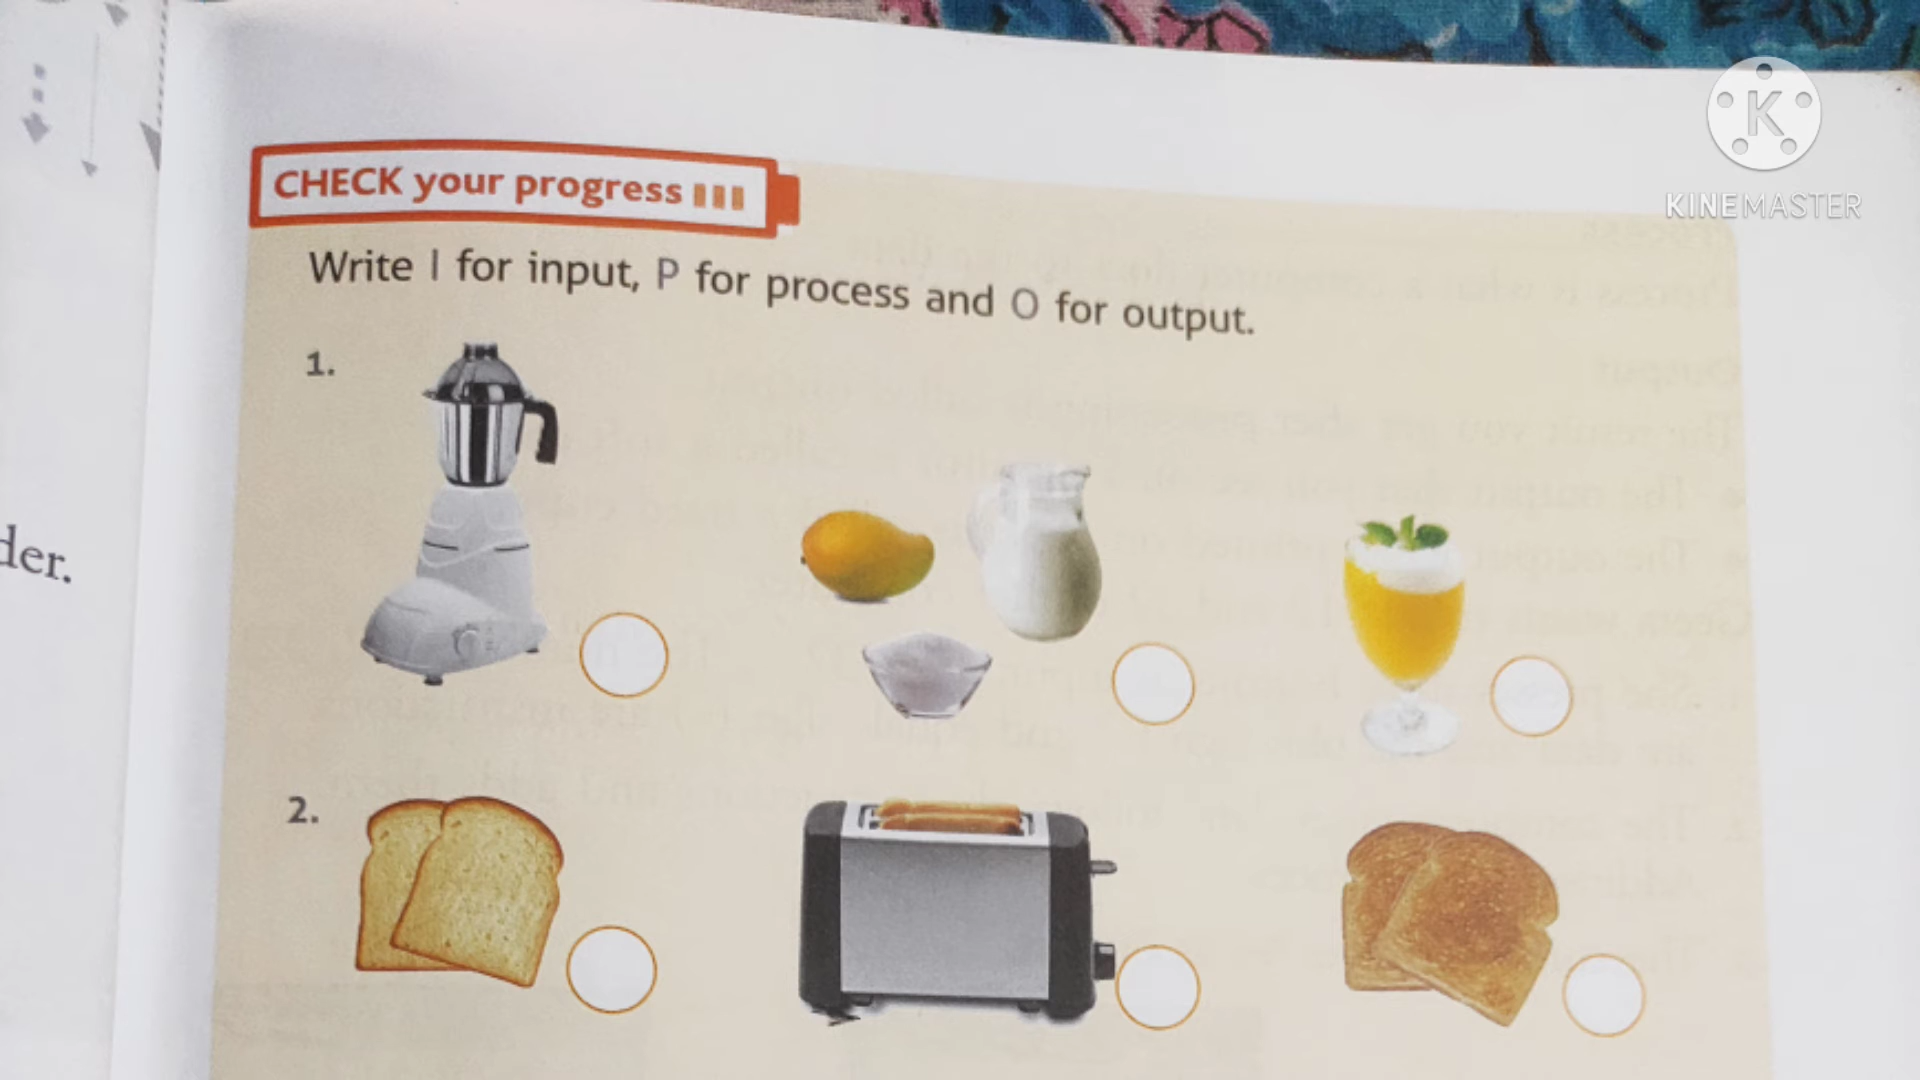 CHECK your progress
Write I for input, P for process and O for output.
1.
2.
der.
K
KINEMASTER